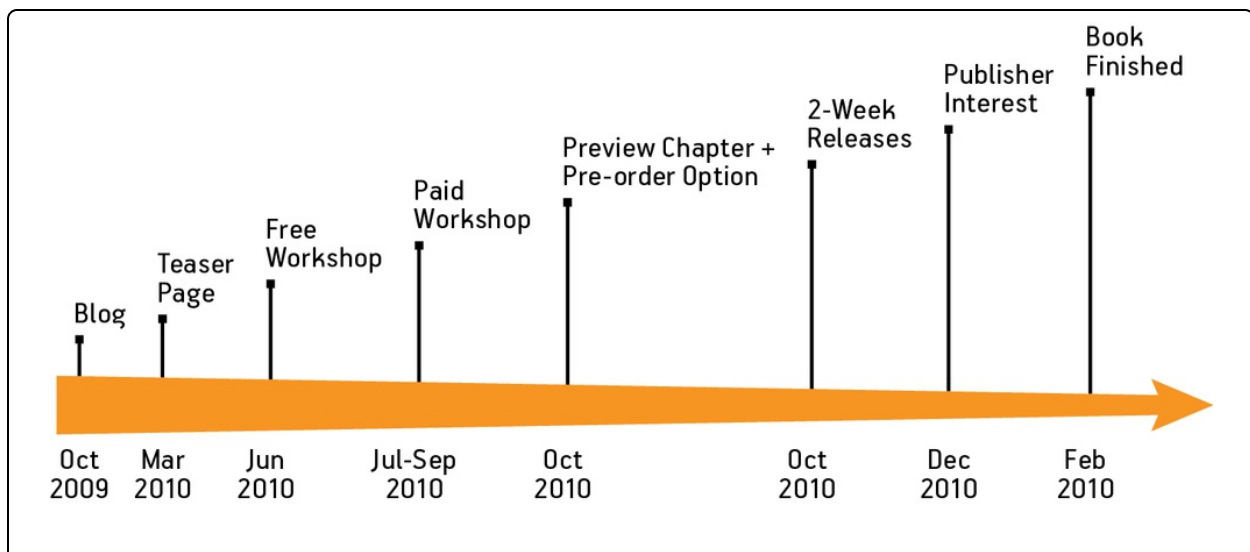 Blog
Teaser
Page
Free
Workshop
Paid
Workshop
Preview Chapter +
Pre-order Option
2-Week
Releases
Publisher
Interest
Book
Finished
Oct
2009
Mar
2010
Jun
2010
Jul-Sep
2010
Oct
2010
Oct
2010
Dec
2010
Feb
2010